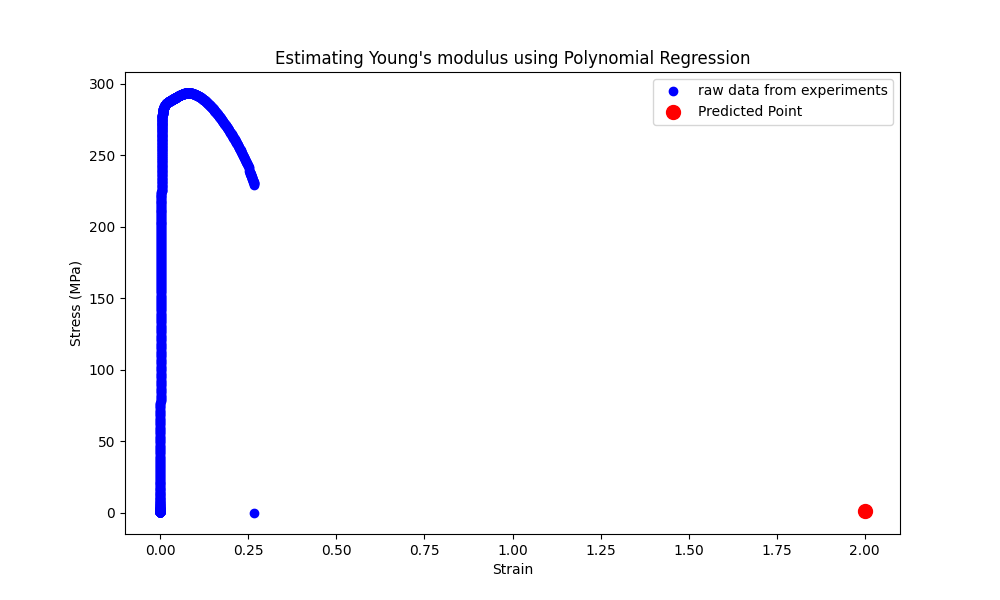 Estimating Young's modulus using Polynomial Regression
raw data from experiments
Predicted Point
Stress (MPa)
300
250
200
150
100
50
0
0.00 0.25 0.50 0.75 1.00 1.25 1.50 1.75 2.00
Strain